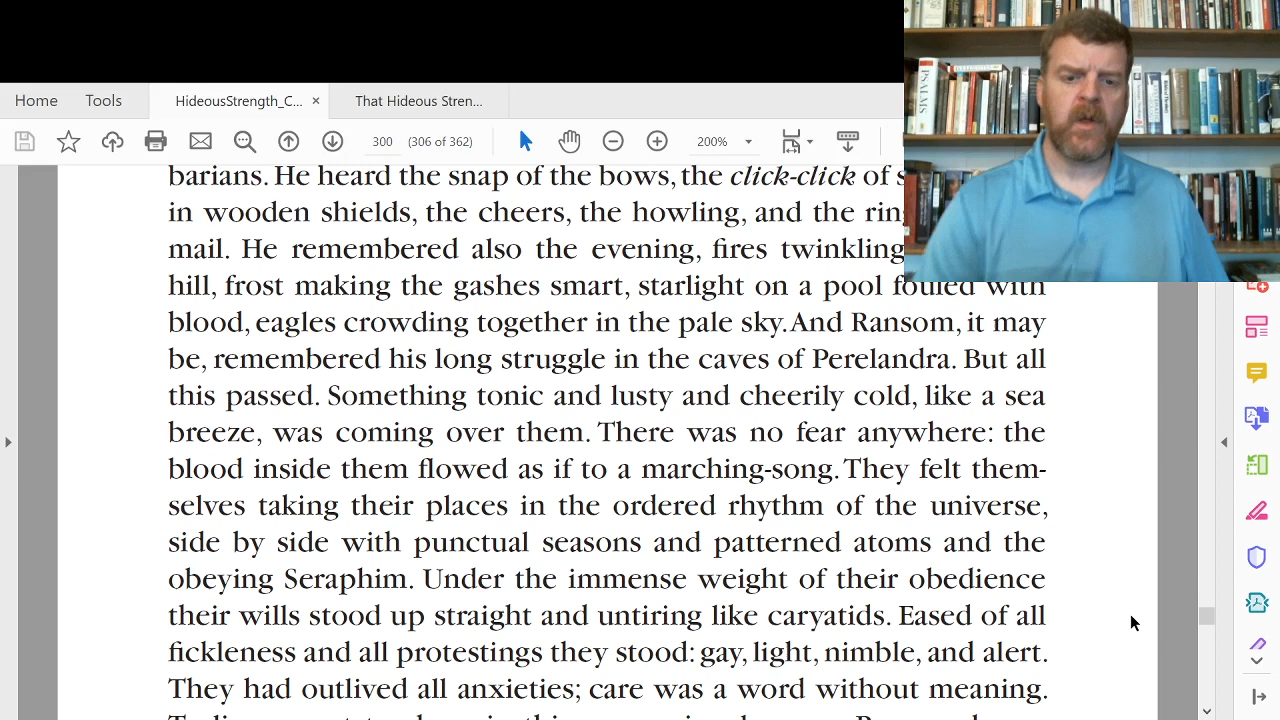 Home Tools HideousStrength_C... × That Hideous Stren...
300 (306 of 362) 200%
PSALMS
barians. He heard the snap of the bows, the click-click of s
in wooden shields, the cheers, the howling, and the ring
mail. He remembered also the evening, fires twinkling
hill, frost making the gashes smart, starlight on a pool fouled with
blood, eagles crowding together in the pale sky. And Ransom, it may
be, remembered his long struggle in the caves of Perelandra. But all
this passed. Something tonic and lusty and cheerily cold, like a sea
breeze, was coming over them. There was no fear anywhere: the
blood inside them flowed as if to a marching-song. They felt them-
selves taking their places in the ordered rhythm of the universe,
side by side with punctual seasons and patterned atoms and the
obeying Seraphim. Under the immense weight of their obedience
their wills stood up straight and untiring like caryatids. Eased of all
fickleness and all protestings they stood: gay, light, nimble, and alert.
They had outlived all anxieties; care was a word without meaning.